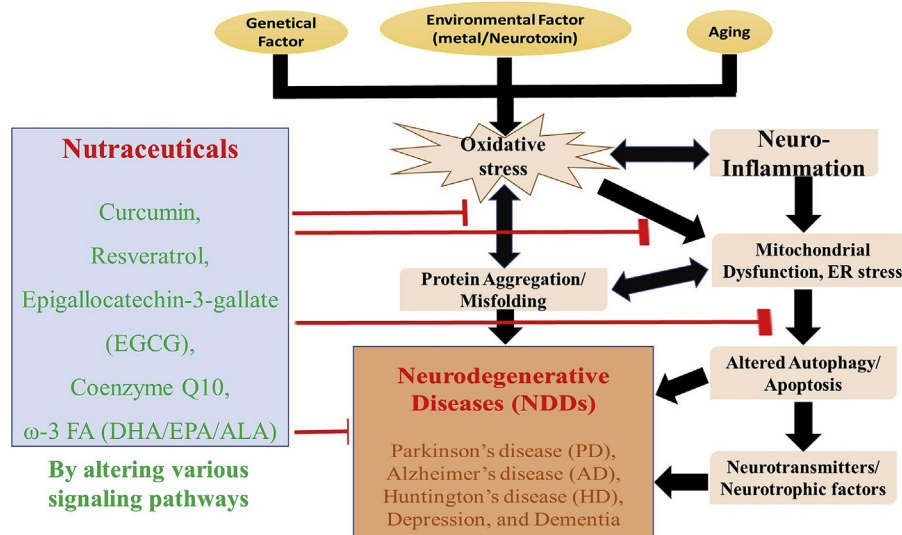 Genetical
Factor
Environmental Factor
(metal/Neurotoxin)
Aging
Nutraceuticals
Curcumin,
Resveratrol,
Epigallocatechin-3-gallate
(EGCG),
Coenzyme Q10,
ω-3 FA (DHA/EPA/ALA)
By altering various
signaling pathways
Oxidative
stress
Neuro-
Inflammation
Protein Aggregation/
Misfolding
Mitochondrial
Dysfunction, ER stress
Neurodegenerative
Diseases (NDDs)
Parkinson's disease (PD),
Alzheimer's disease (AD),
Huntington's disease (HD),
Depression, and Dementia
Altered Autophagy/
Apoptosis
Neurotransmitters/
Neurotrophic factors